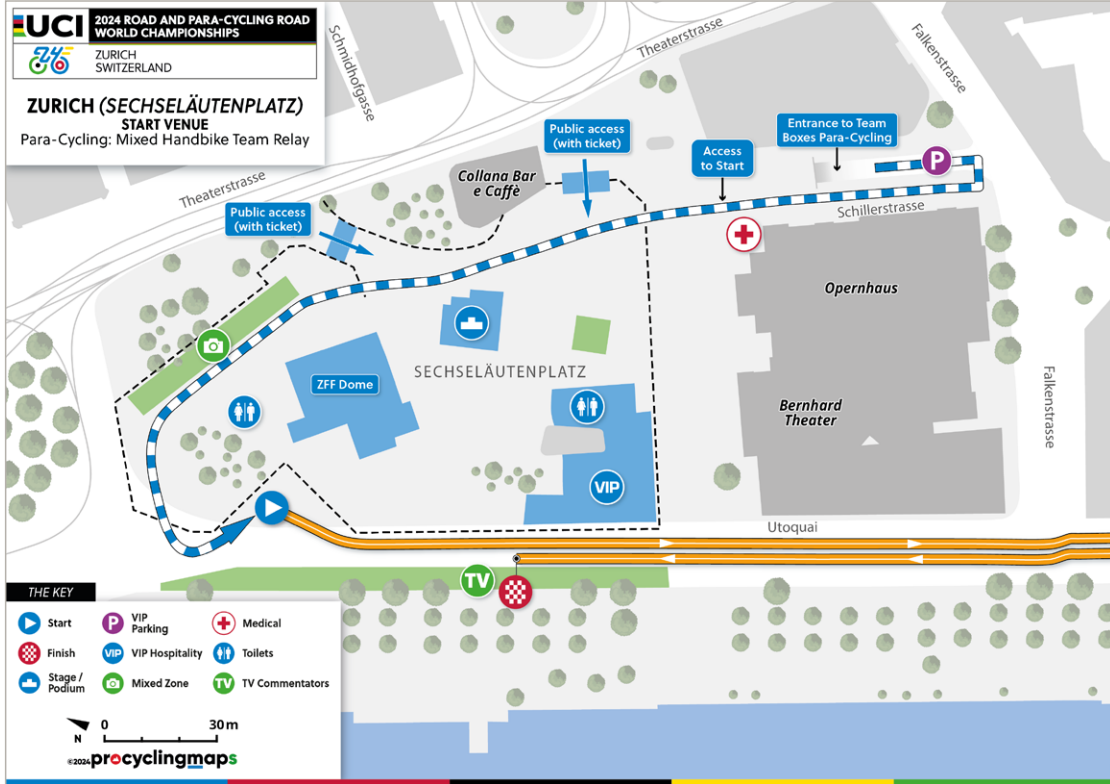 UCI
2024 ROAD AND PARA-CYCLING ROAD
WORLD CHAMPIONSHIPS
ZURICH
SWITZERLAND
ZURICH (SECHSELÄUTENPLATZ)
START VENUE
Para-Cycling: Mixed Handbike Team Relay
Schmidhofgasse
Theaterstrasse
Falkenstrasse
Theaterstrasse
Public access
(with ticket)
Collana Bar
e Caffè
Public access
(with ticket)
Access
to Start
Entrance to Team
Boxes Para-Cycling
P
Schillerstrasse
Opernhaus
SECHSELÄUTENPLATZ
ZFF Dome
Bernhard
Theater
Falkenstrasse
VIP
Utoquai
TV
THE KEY
Start
P
VIP
Parking
Medical
Finish
VIP
VIP Hospitality
Toilets
Stage /
Podium
Mixed Zone
TV
TV Commentators
N
0
30 m
©2024 procyclingmaps